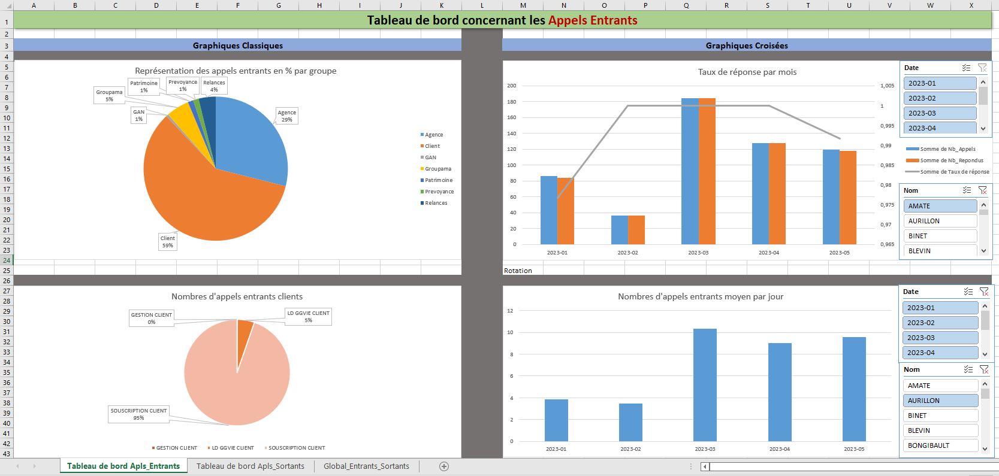 A B C D E F G H I J K L M N O P Q R S T U V W X
1 Tableau de bord concernant les Appels Entrants
2
3 Graphiques Classiques Graphiques Croisées
4
5
6
7
8
9
10
11
12
13
14
15
16
17
18
19
20
21
22
23
24
25
26
27
28
29
30
31
32
33
34
35
36
37
38
39
40
41
42
43
Représentation des appels entrants en % par groupe
Patrimoine
1%
Prevoyance
1%
Relances
4%
Groupama
5%
GAN
1%
Agence
29%
Client
59%
Agence
Client
GAN
Groupama
Patrimoine
Prevoyance
Relances
Taux de réponse par mois
200
180
160
140
120
100
80
60
40
20
0
1,005
1
0,995
0,99
0,985
0,98
0,975
0,97
0,965
2023-01 2023-02 2023-03 2023-04 2023-05
Date
2023-01
2023-02
2023-03
2023-04
Somme de Nb_Appels
Somme de Nb_Repondus
Somme de Taux de réponse
Nom
AMATE
AURILLON
BINET
BLEVIN
Rotation
Nombres d'appels entrants clients
GESTION CLIENT
0%
LD GGVIE CLIENT
5%
SOUSCRIPTION CLIENT
95%
GESTION CLIENT LD GGVIE CLIENT SOUSCRIPTION CLIENT
Nombres d'appels entrants moyen par jour
12
10
8
6
4
2
0
2023-01 2023-02 2023-03 2023-04 2023-05
Date
2023-01
2023-02
2023-03
2023-04
Nom
AMATE
AURILLON
BINET
BLEVIN
BONGIBAULT
Tableau de bord Apls_Entrants Tableau de bord Apls_Sortants Global_Entrants_Sortants